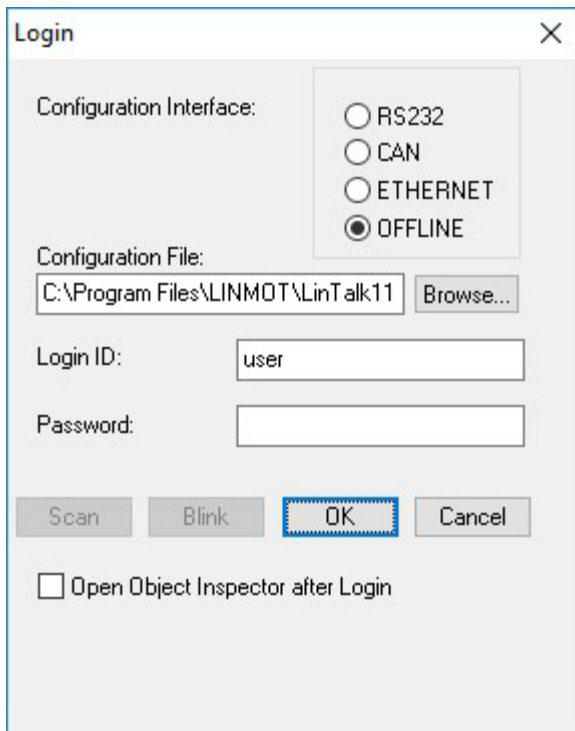 Login
Configuration Interface:
RS232
CAN
ETHERNET
OFFLINE
Configuration File:
C:\Program Files\LINMOT\LinTalk11
Browse...
Login ID:
user
Password:
Scan
Blink
OK
Cancel
Open Object Inspector after Login